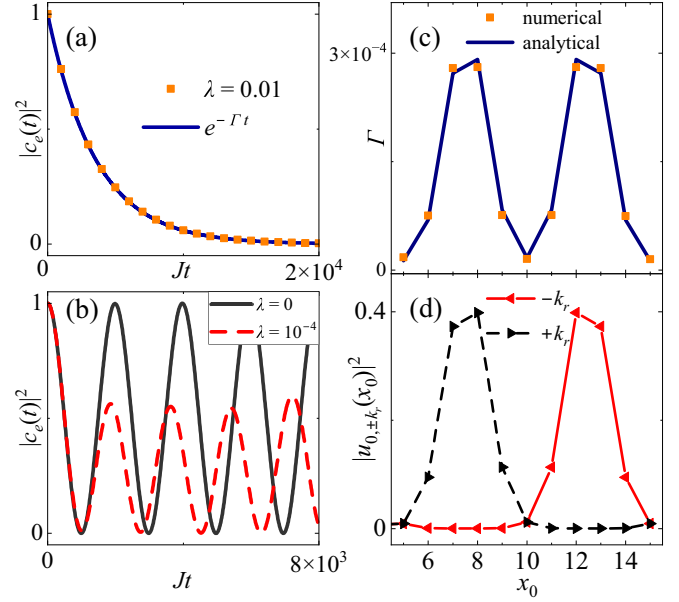 (a)
1
0
|c_e(t)|^2
λ = 0.01
e^{- Γ t}
0
2×10^4
Jt
(b)
1
0
|c_e(t)|^2
λ = 0
λ = 10^{-4}
0
8×10^3
Jt
(c)
numerical
analytical
3×10^{-4}
Γ
(d)
-k_r
+k_r
0.4
0
|u_{0,±k_r}(x_0)|^2
6 8 10 12 14
x_0